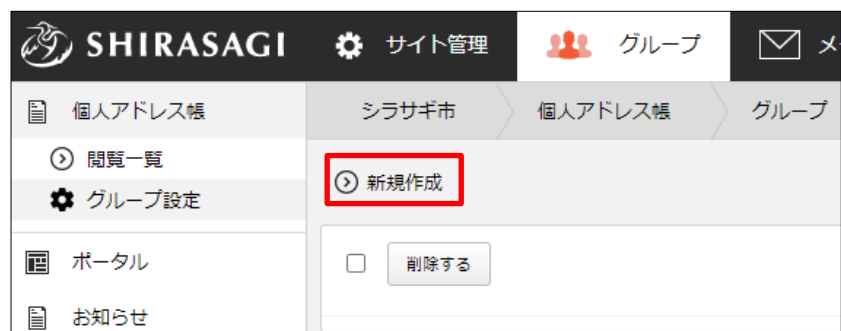 SHIRASAGI サイト管理 グループ
個人アドレス帳
シラサギ市 個人アドレス帳 グループ
閲覧一覧
新規作成
グループ設定
ポータル
削除する
お知らせ